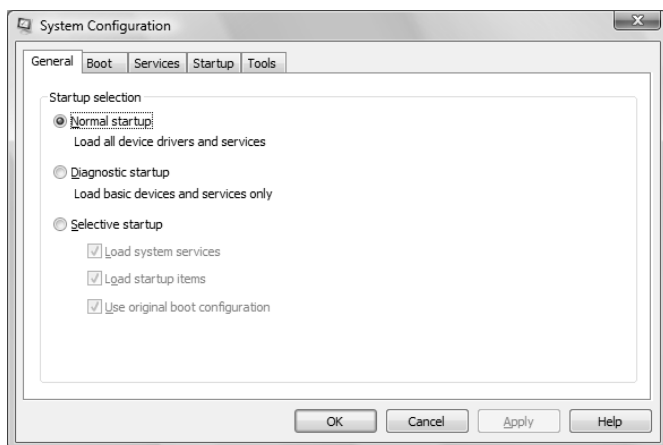 System Configuration
General Boot Services Startup Tools
Startup selection
Normal startup
Load all device drivers and services
Diagnostic startup
Load basic devices and services only
Selective startup
Load system services
Load startup items
Use original boot configuration
OK Cancel Apply Help